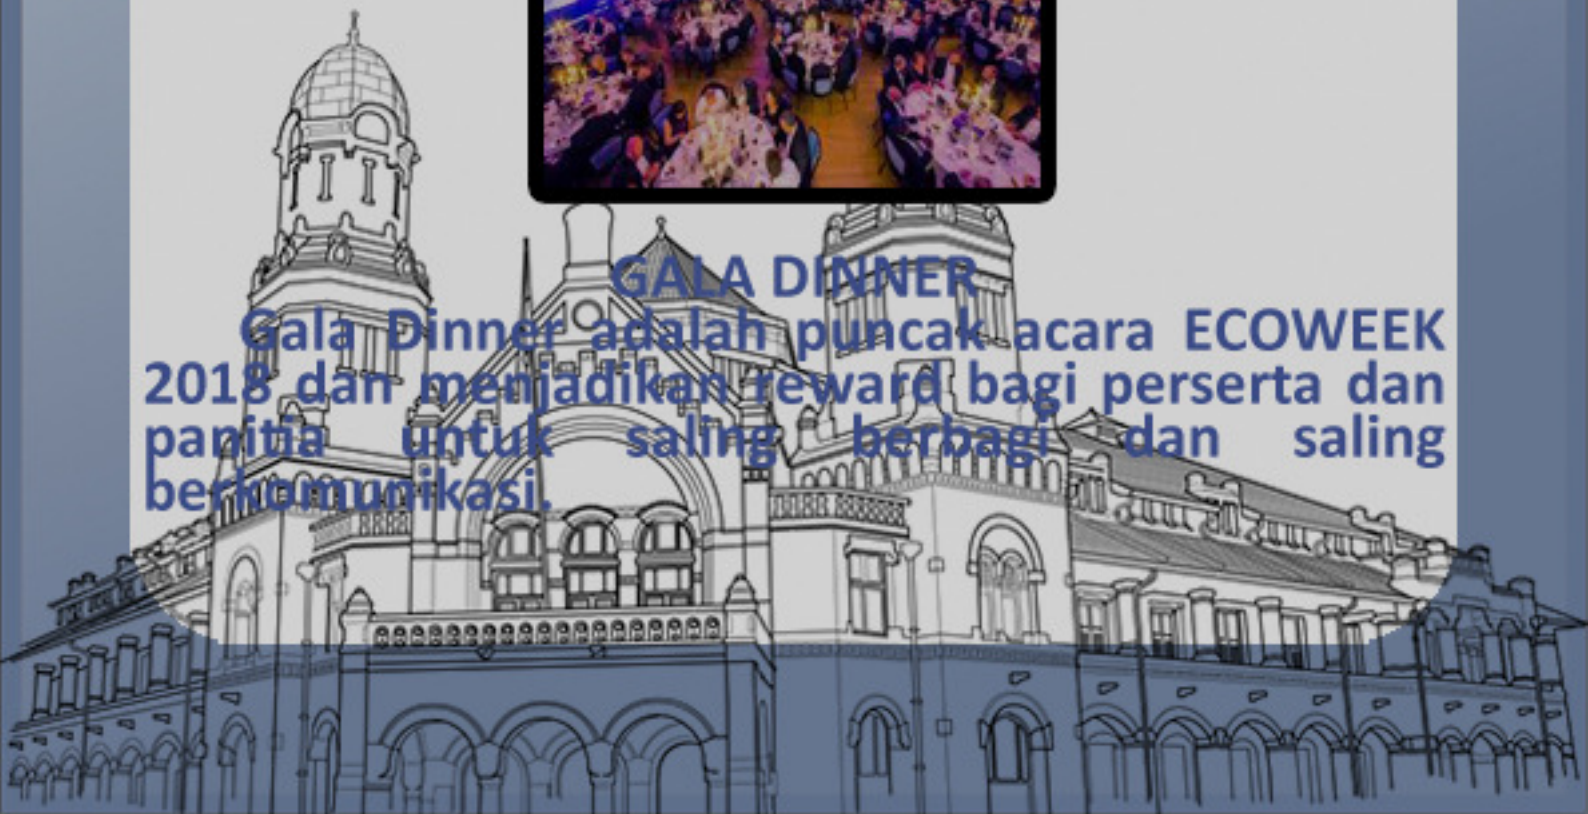 GALA DINNER
Gala Dinner adalah puncak acara ECOWEEK
2018 dan menjadikan reward bagi perserta dan
panitia untuk saling berbagi dan saling
berkomunikasi.